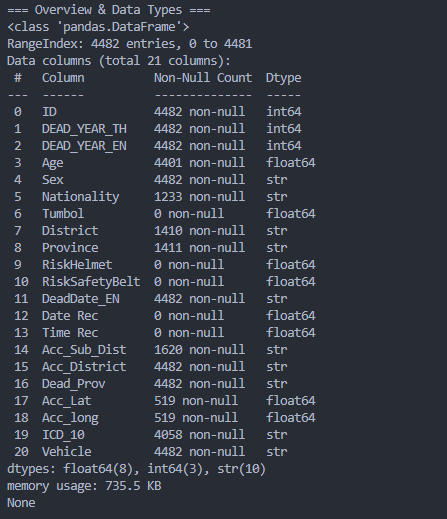 === Overview & Data Types ===
<class 'pandas.DataFrame'>
RangeIndex: 4482 entries, 0 to 4481
Data columns (total 21 columns):
 #   Column          Non-Null Count  Dtype
---  ------          --------------  -----
 0   ID              4482 non-null   int64
 1   DEAD_YEAR_TH    4482 non-null   int64
 2   DEAD_YEAR_EN    4482 non-null   int64
 3   Age             4401 non-null   float64
 4   Sex             4482 non-null   str
 5   Nationality     1233 non-null   str
 6   Tumbol          0 non-null      float64
 7   District        1410 non-null   str
 8   Province        1411 non-null   str
 9   RiskHelmet      0 non-null      float64
 10  RiskSafetyBelt  0 non-null      float64
 11  DeadDate_EN     4482 non-null   str
 12  Date Rec        0 non-null      float64
 13  Time Rec        0 non-null      float64
 14  Acc_Sub_Dist    1620 non-null   str
 15  Acc_District    4482 non-null   str
 16  Dead_Prov       4482 non-null   str
 17  Acc_Lat         519 non-null    float64
 18  Acc_long        519 non-null    float64
 19  ICD_10          4058 non-null   str
 20  Vehicle         4482 non-null   str
dtypes: float64(8), int64(3), str(10)
memory usage: 735.5 KB
None